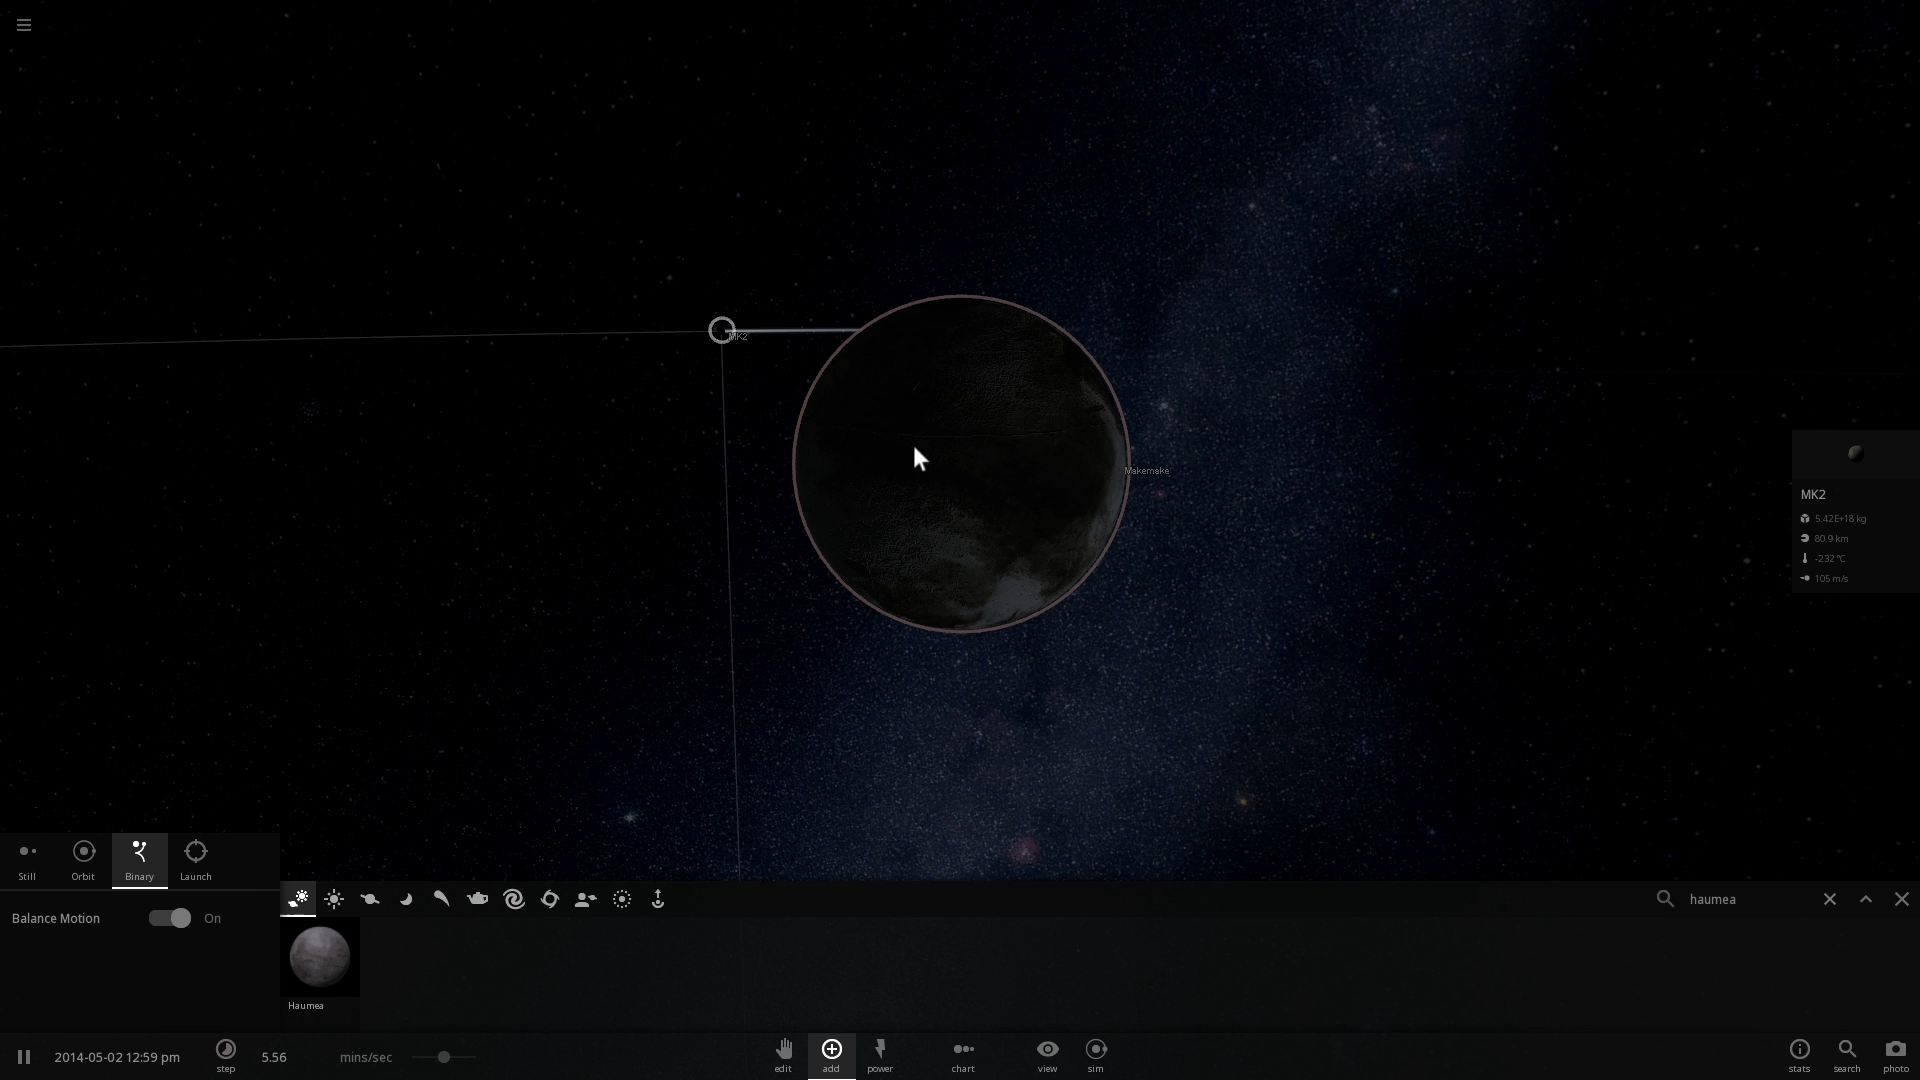 MK2
Makemake
MK2
5.42E+18 kg
80.9 km
-232 °C
105 m/s
Still
Orbit
Binary
Launch
Balance Motion
On
haumea
Haumea
2014-05-02 12:59 pm
step
5.56
mins/sec
edit
add
power
chart
view
sim
stats
search
photo